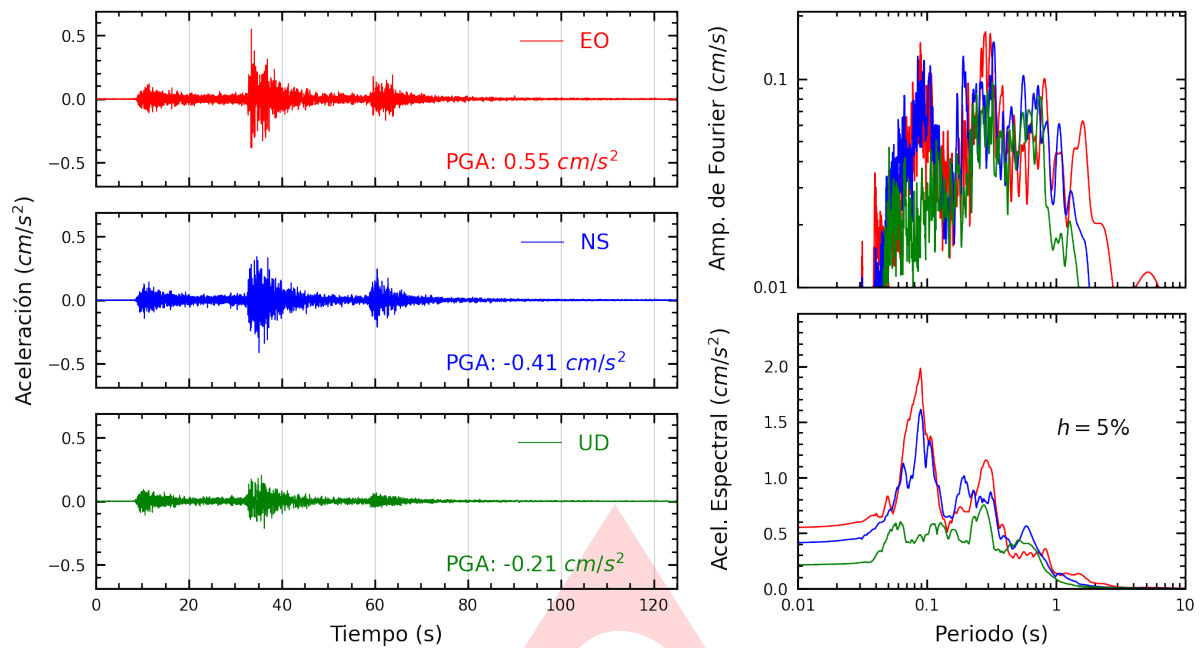 Aceleración (cm/s²)
0.5
0.0
−0.5
EO
PGA: 0.55 cm/s²
0.5
0.0
−0.5
NS
PGA: -0.41 cm/s²
0.5
0.0
−0.5
UD
PGA: -0.21 cm/s²
0 20 40 60 80 100 120
Tiempo (s)
Amp. de Fourier (cm/s)
0.1
0.01
Acel. Espectral (cm/s²)
2.0
1.5
1.0
0.5
0.0
h = 5%
0.01 0.1 1 10
Periodo (s)